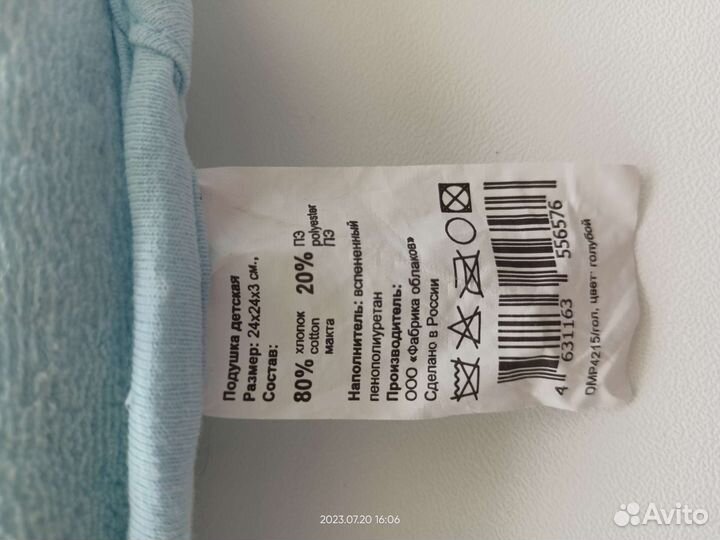 Подушка детская
Размер: 24х24х3 см.,
Состав:
80% хлопок 20% ПЭ
cotton polyester
макта ПЭ
Наполнитель: вспененный
пенополиуретан
Производитель:
ООО «Фабрика облаков»
Сделано в России
4 631163 556576
DMP4215/гол, цвет: голубой
2023.07.20 16:06
Avito